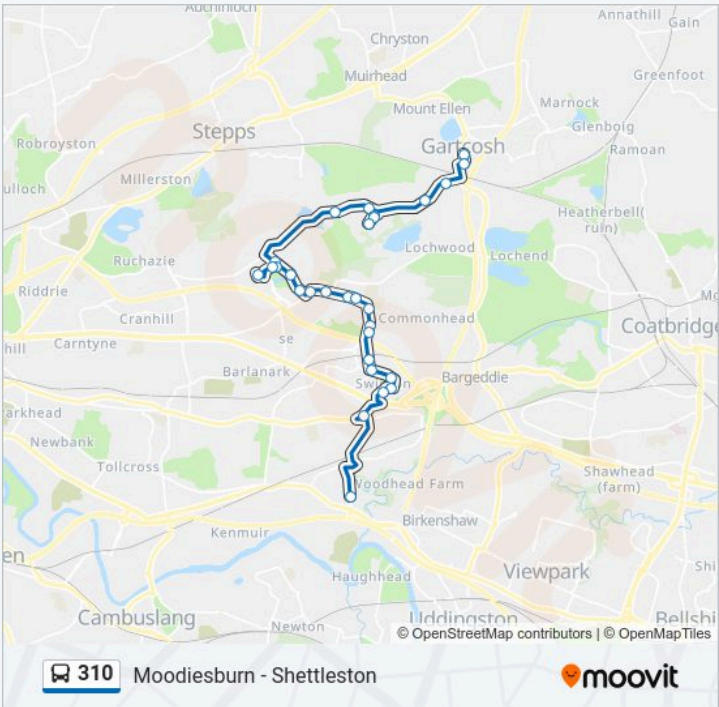 Auchinloch
Annathill
Gain
Chryston
Muirhead
Greenfoot
Mount Ellen
Marnock
Glenboig
Stepps
Robroyston
Gartcosh
Ramoan
ulloch
Millerston
Heatherbell(
ruin)
Lochwood
Lochend
Ruchazie
Riddrie
Cranhill
Commonhead
Coatbridge
hill
Carntyne
se
Barlanark
Bargeddie
arkhead
Newbank
Tollcross
Shawhead
(farm)
Woodhead Farm
Birkenshaw
Kenmuir
en
Haughhead
Viewpark
Shi
Cambuslang
Newton
Uddingston
Bellshi
© OpenStreetMap contributors | © OpenMapTiles
310 Moodiesburn - Shettleston
moovit